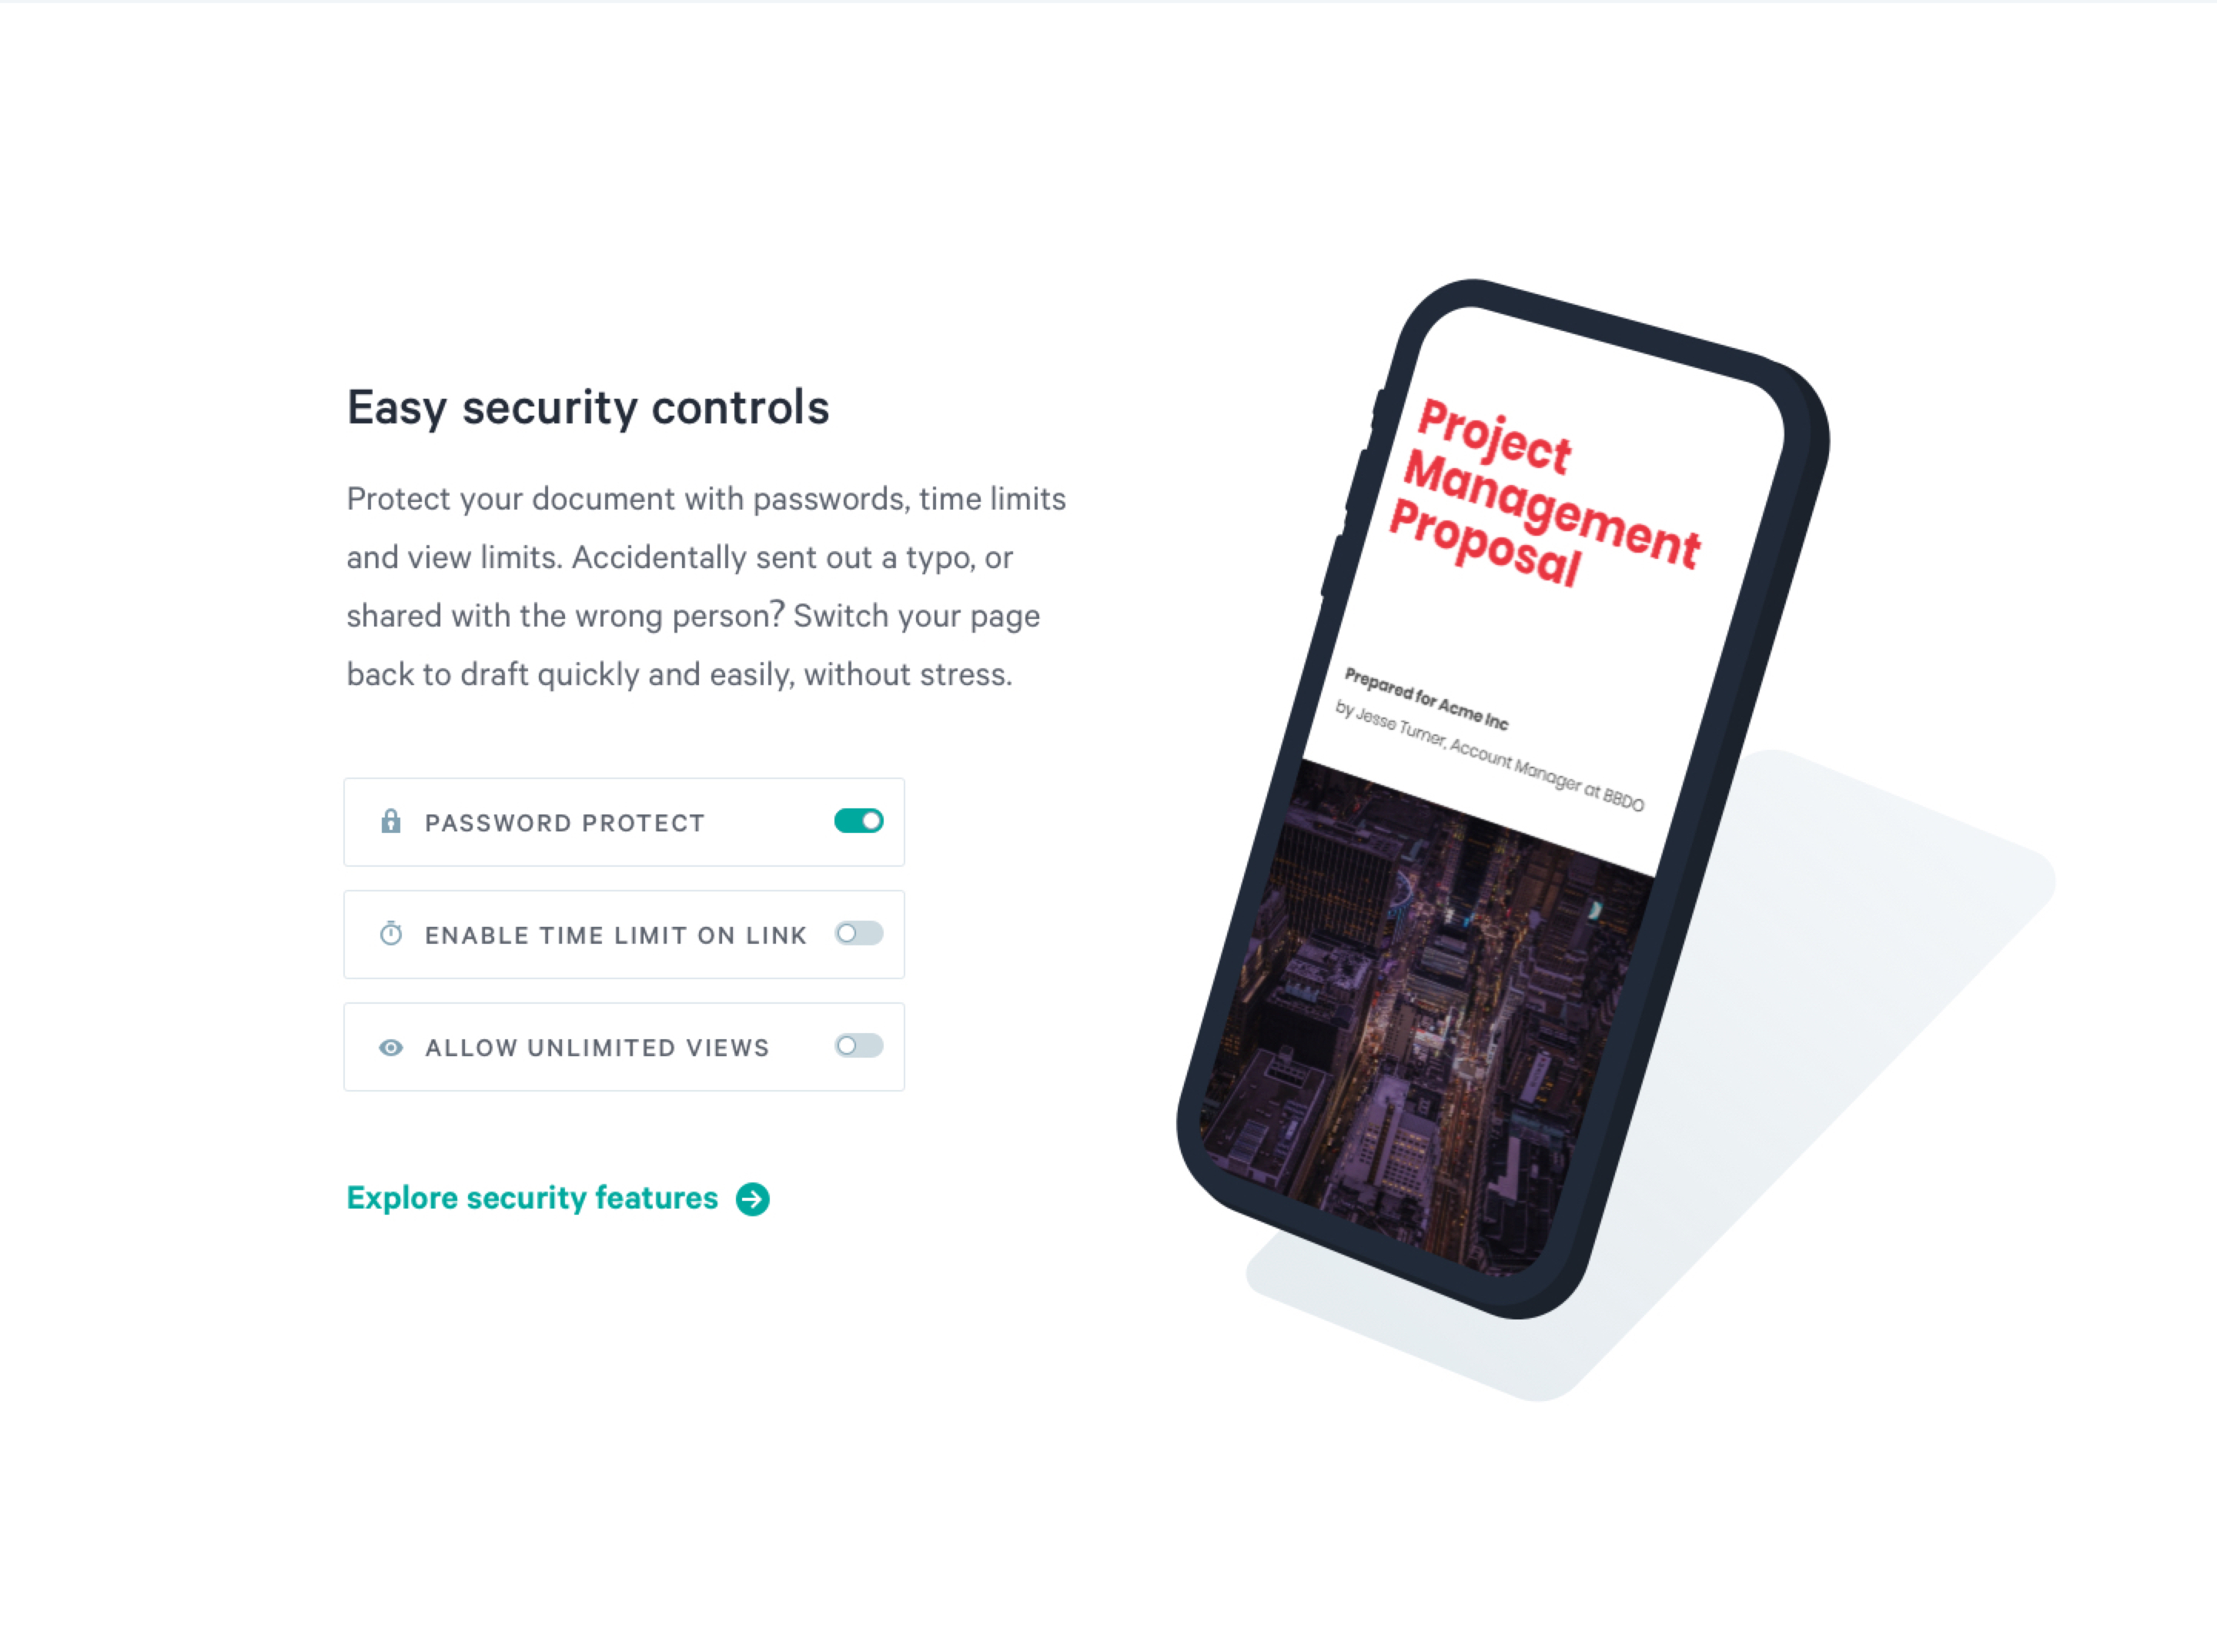 Easy security controls
Protect your document with passwords, time limits
and view limits. Accidentally sent out a typo, or
shared with the wrong person? Switch your page
back to draft quickly and easily, without stress.
PASSWORD PROTECT
ENABLE TIME LIMIT ON LINK
ALLOW UNLIMITED VIEWS
Explore security features
Project
Management
Proposal
Prepared for Acme Inc
by Jesse Turner, Account Manager at BBDO